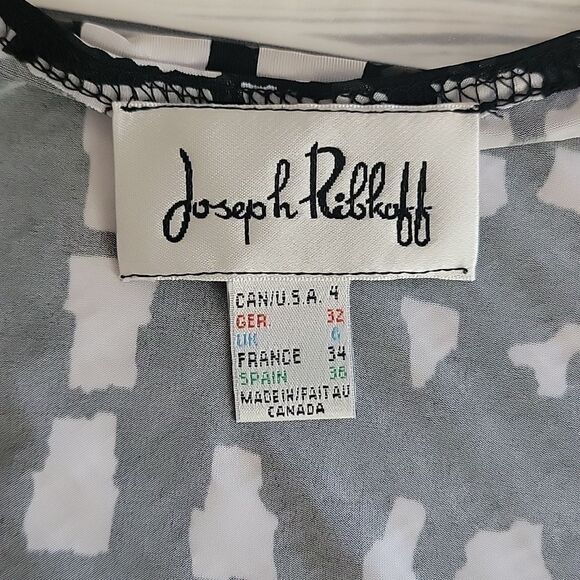 Joseph Ribkoff
CAN/U.S.A. 4
GER. 32
UK 6
FRANCE 34
SPAIN 36
MADE IN/FAIT AU
CANADA